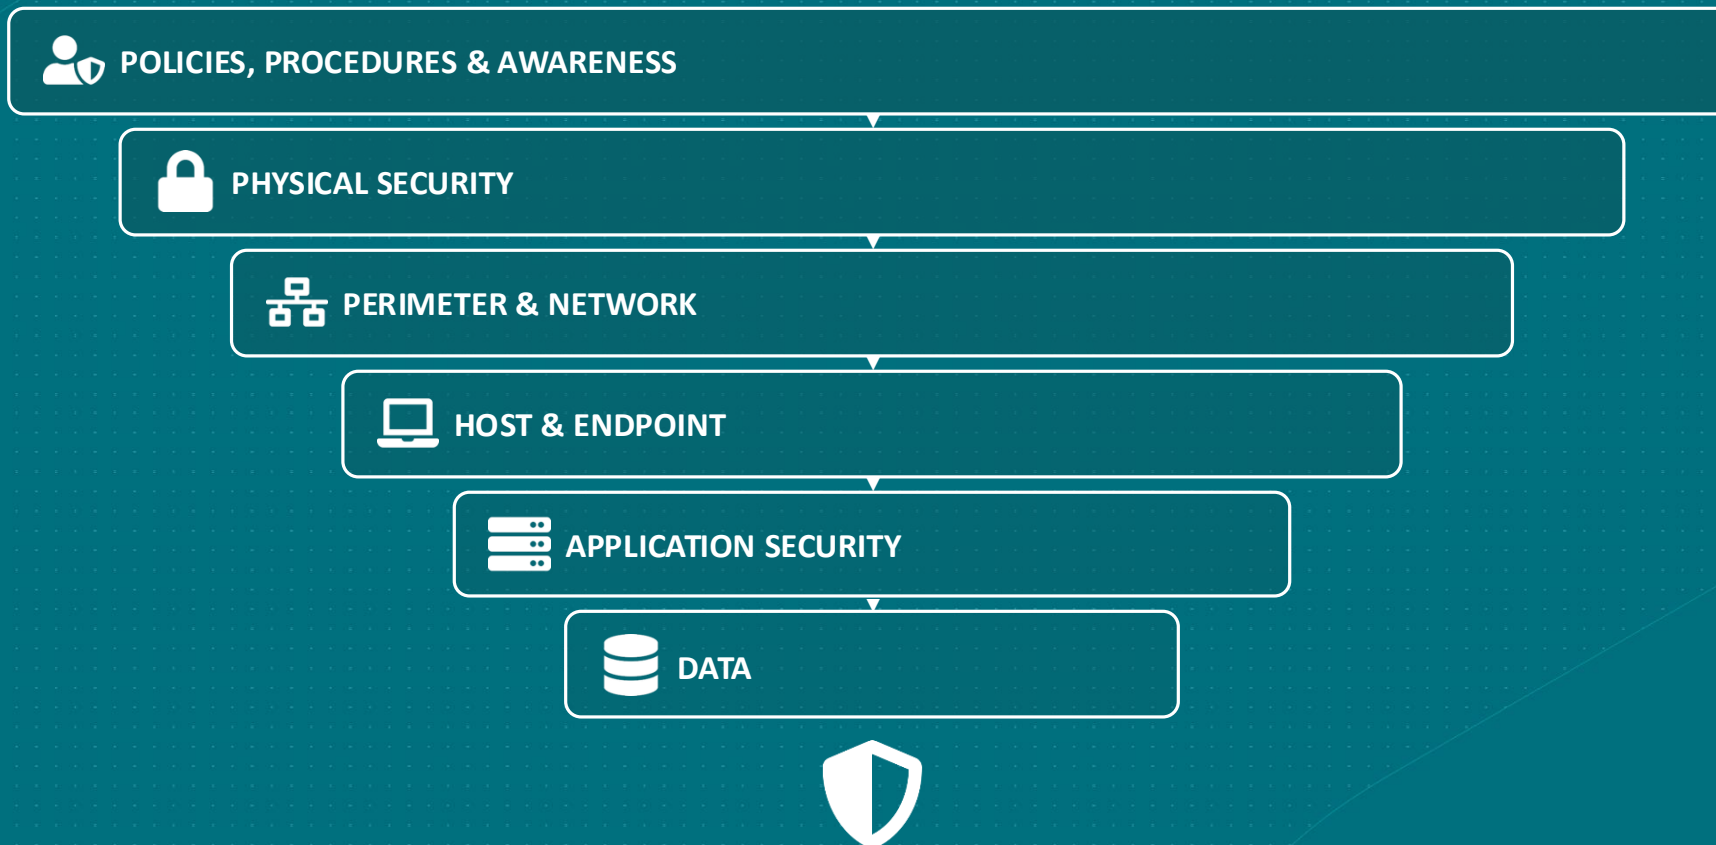 POLICIES, PROCEDURES & AWARENESS
PHYSICAL SECURITY
PERIMETER & NETWORK
HOST & ENDPOINT
APPLICATION SECURITY
DATA